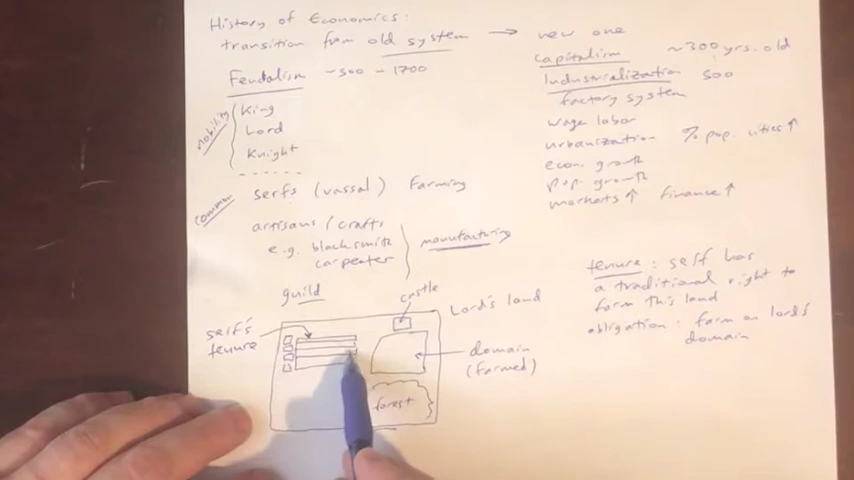 History of Economics:
transition from old system → new one
Feudalism ~500 - 1700
nobility
King
Lord
Knight
common
serfs (vassal) farming
artisans / crafts
e.g. blacksmith
carpenter
manufacturing
guild
capitalism ~300 yrs. old
Industrialization 500
factory system
wage labor
urbanization % pop. cities ↑
econ. growth
pop. growth
markets ↑ finance ↑
tenure: serf has
a traditional right to
farm this land
obligation: farm on lord's
domain
castle
Lord's land
serf's
tenure
domain
(farmed)
forest